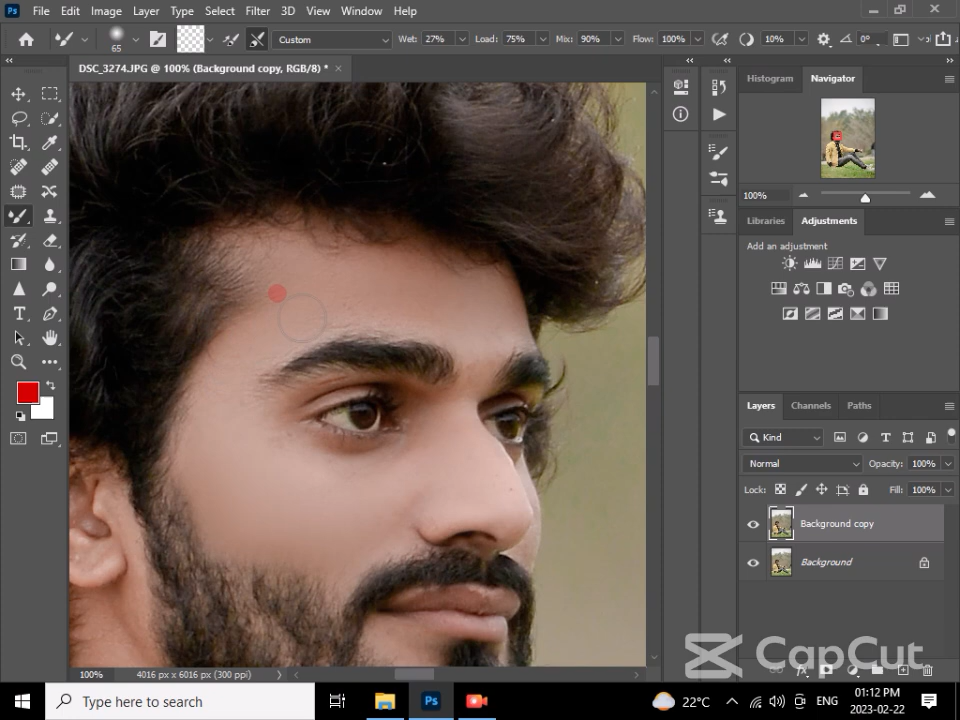 Ps File Edit Image Layer Type Select Filter 3D View Window Help
65 Custom Wet: 27% Load: 75% Mix: 90% Flow: 100% 10% 0°
DSC_3274.JPG @ 100% (Background copy, RGB/8) * ×
Histogram Navigator
100%
Libraries Adjustments
Add an adjustment
Layers Channels Paths
Kind
Normal Opacity: 100%
Lock: Fill: 100%
Background copy
Background
CapCut
100% 4016 px x 6016 px (300 ppi)
Type here to search Ps 22°C ENG 01:12 PM
2023-02-22